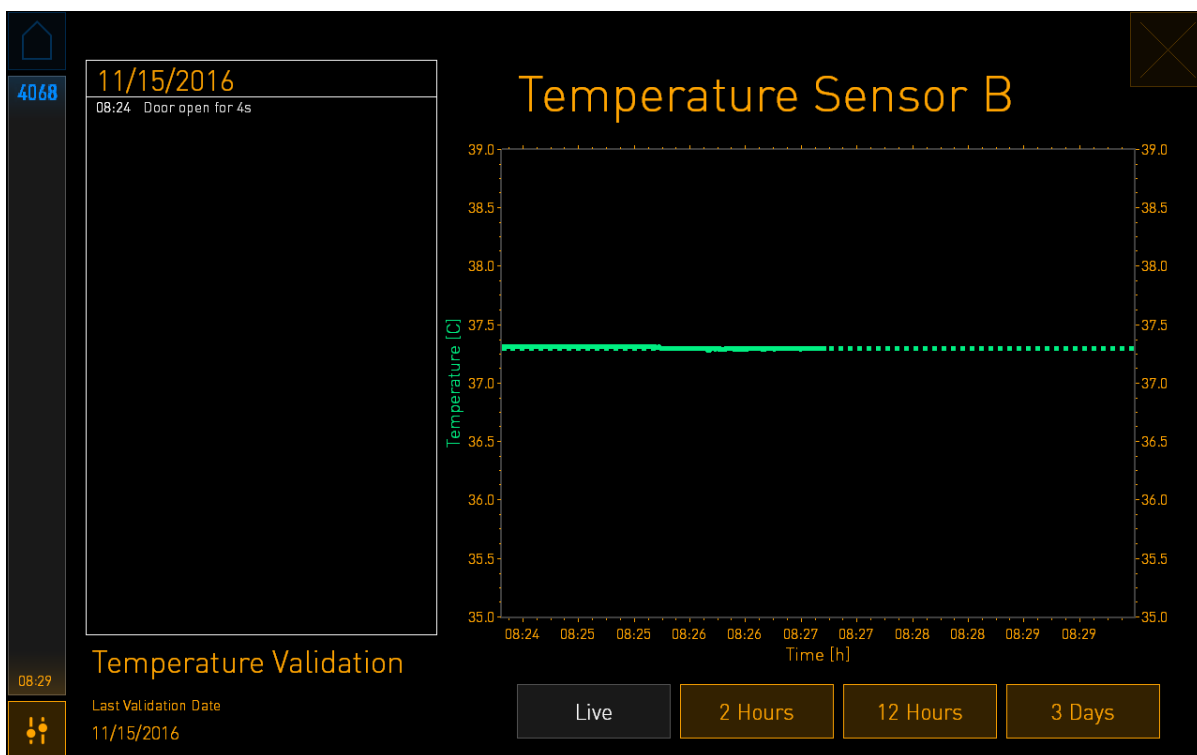 4068
08:29
11/15/2016
08:24 Door open for 4s
Temperature Validation
Last Validation Date
11/15/2016
Temperature Sensor B
39.0
38.5
38.0
37.5
37.0
36.5
36.0
35.5
35.0
Temperature [C]
39.0
38.5
38.0
37.5
37.0
36.5
36.0
35.5
35.0
08:24 08:25 08:25 08:26 08:26 08:27 08:27 08:28 08:28 08:29 08:29
Time [h]
Live 2 Hours 12 Hours 3 Days